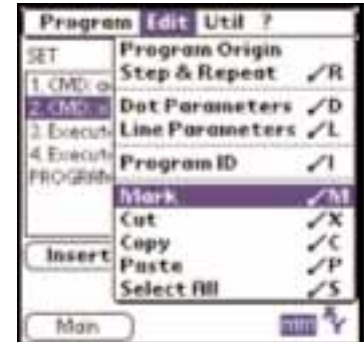 Program Edit Util ?
SET
1. CMD:
2. CMD:
3. Execut
4. Execut
PROGRAM
Program Origin
Step & Repeat /R
Dot Parameters /D
Line Parameters /L
Program ID /I
Mark /M
Cut /X
Copy /C
Paste /P
Select All /S
Insert
Main